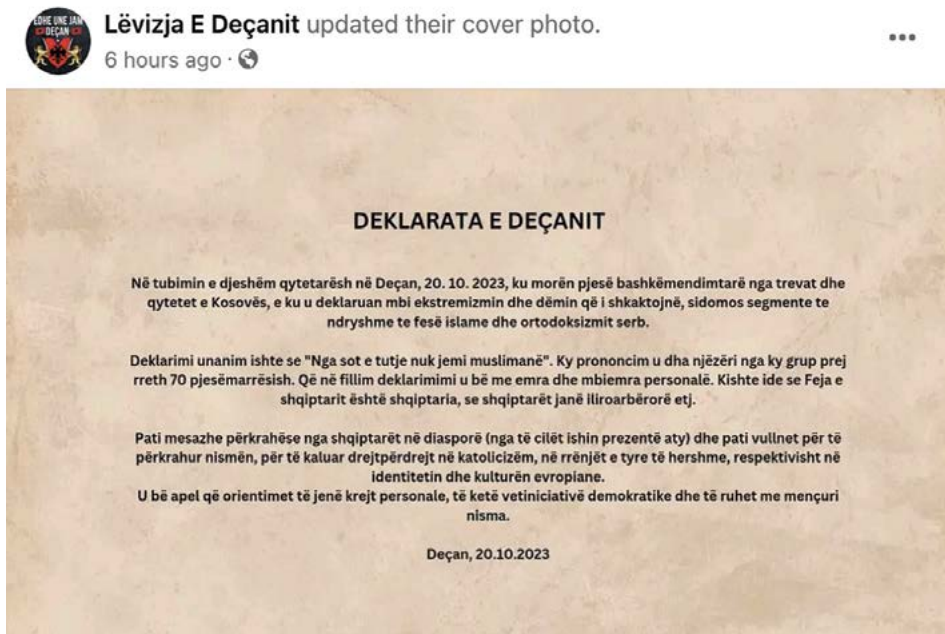 EDHE UNE JAM
DEÇAN
Lëvizja E Deçanit updated their cover photo.
6 hours ago ·
DEKLARATA E DEÇANIT
Në tubimin e djeshëm qytetarësh në Deçan, 20. 10. 2023, ku morën pjesë bashkëmendimtarë nga trevat dhe
qytetet e Kosovës, e ku u deklaruan mbi ekstremizmin dhe dëmin që i shkaktojnë, sidomos segmente te
ndryshme te fesë islame dhe ortodoksizmit serb.
Deklarimi unanim ishte se "Nga sot e tutje nuk jemi muslimanë". Ky prononcim u dha njëzëri nga ky grup prej
rreth 70 pjesëmarrësish. Që në fillim deklarimimi u bë me emra dhe mbiemra personalë. Kishte ide se Feja e
shqiptarit është shqiptaria, se shqiptarët janë iliroarbërorë etj.
Pati mesazhe përkrahëse nga shqiptarët në diasporë (nga të cilët ishin prezentë aty) dhe pati vullnet për të
përkrahur nismën, për të kaluar drejtpërdrejt në katolicizëm, në rrënjët e tyre të hershme, respektivisht në
identitetin dhe kulturën evropiane.
U bë apel që orientimet të jenë krejt personale, të ketë vetiniciativë demokratike dhe të ruhet me mençuri
nisma.
Deçan, 20.10.2023